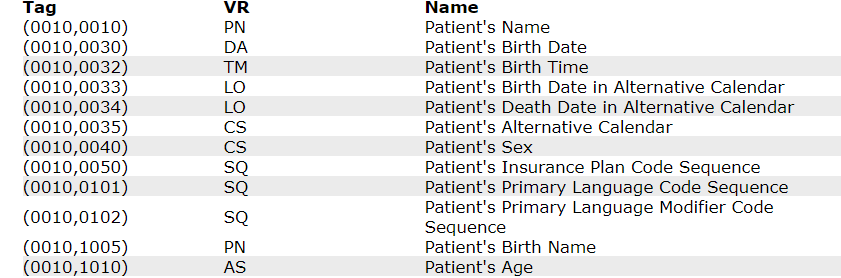 Tag VR Name
(0010,0010) PN Patient's Name
(0010,0030) DA Patient's Birth Date
(0010,0032) TM Patient's Birth Time
(0010,0033) LO Patient's Birth Date in Alternative Calendar
(0010,0034) LO Patient's Death Date in Alternative Calendar
(0010,0035) CS Patient's Alternative Calendar
(0010,0040) CS Patient's Sex
(0010,0050) SQ Patient's Insurance Plan Code Sequence
(0010,0101) SQ Patient's Primary Language Code Sequence
(0010,0102) SQ Patient's Primary Language Modifier Code
Sequence
(0010,1005) PN Patient's Birth Name
(0010,1010) AS Patient's Age